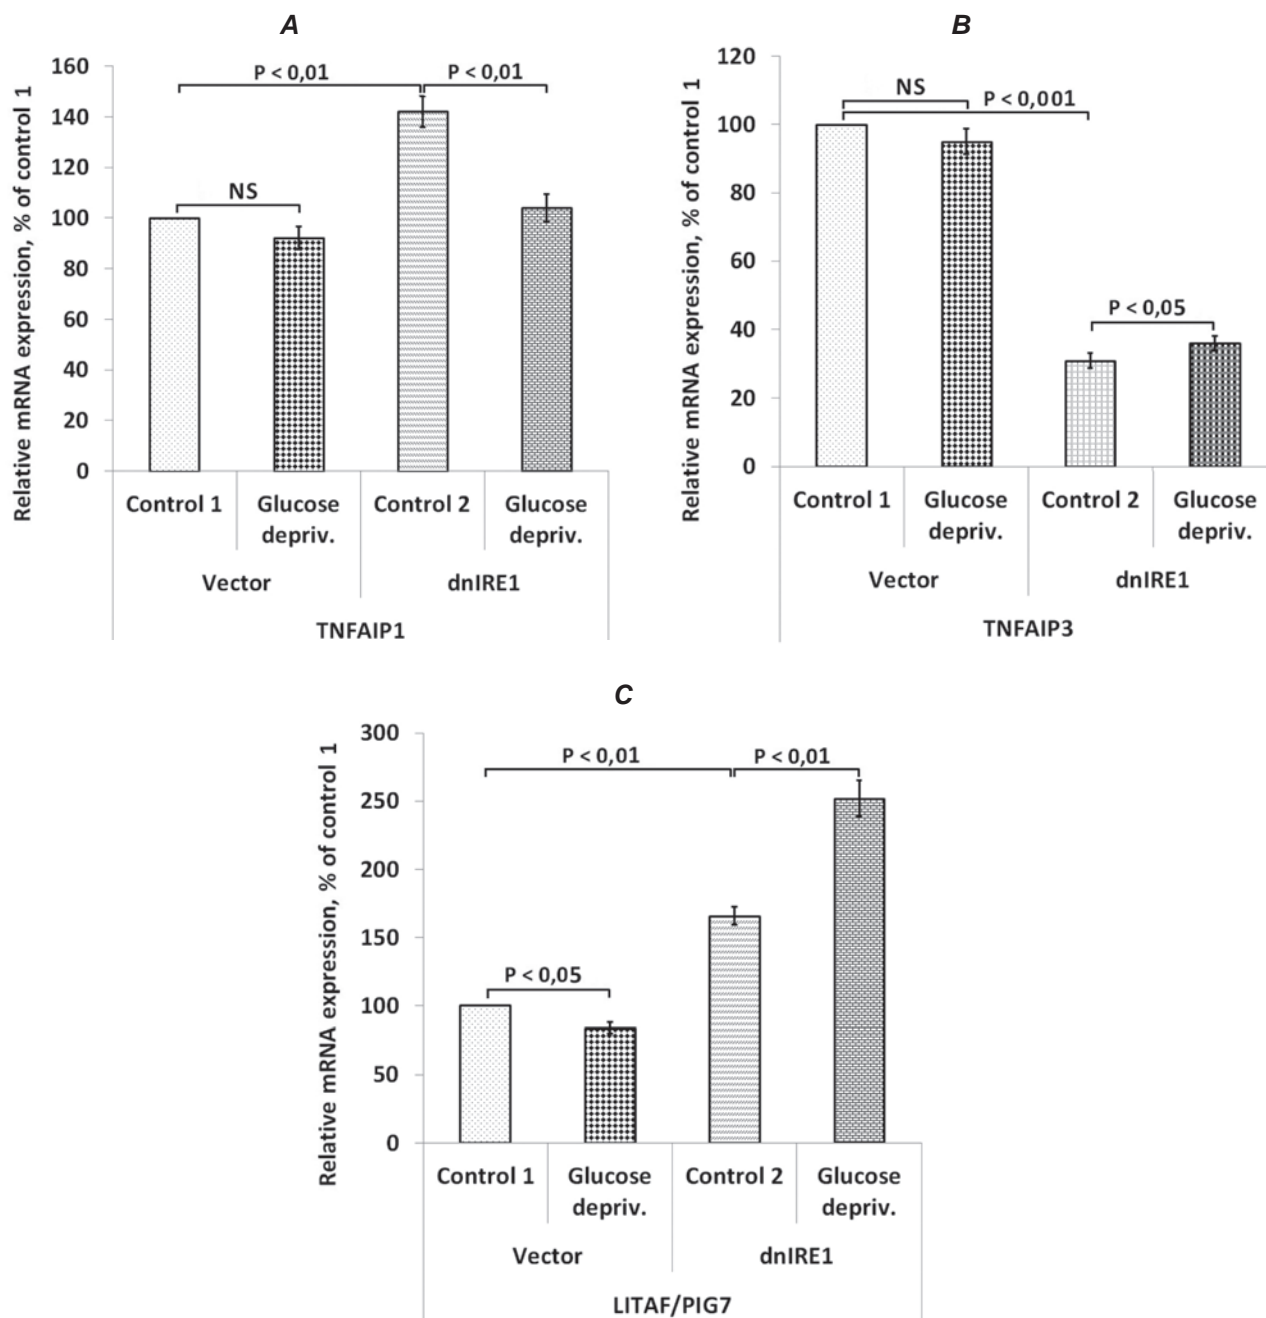 A
Relative mRNA expression, % of control 1
160
140
120
100
80
60
40
20
0
P < 0,01
P < 0,01
NS
Control 1
Glucose
depriv.
Control 2
Glucose
depriv.
Vector
dnIRE1
TNFAIP1
B
Relative mRNA expression, % of control 1
120
100
80
60
40
20
0
NS
P < 0,001
P < 0,05
Control 1
Glucose
depriv.
Control 2
Glucose
depriv.
Vector
dnIRE1
TNFAIP3
C
Relative mRNA expression, % of control 1
300
250
200
150
100
50
0
P < 0,01
P < 0,01
P < 0,05
Control 1
Glucose
depriv.
Control 2
Glucose
depriv.
Vector
dnIRE1
LITAF/PIG7